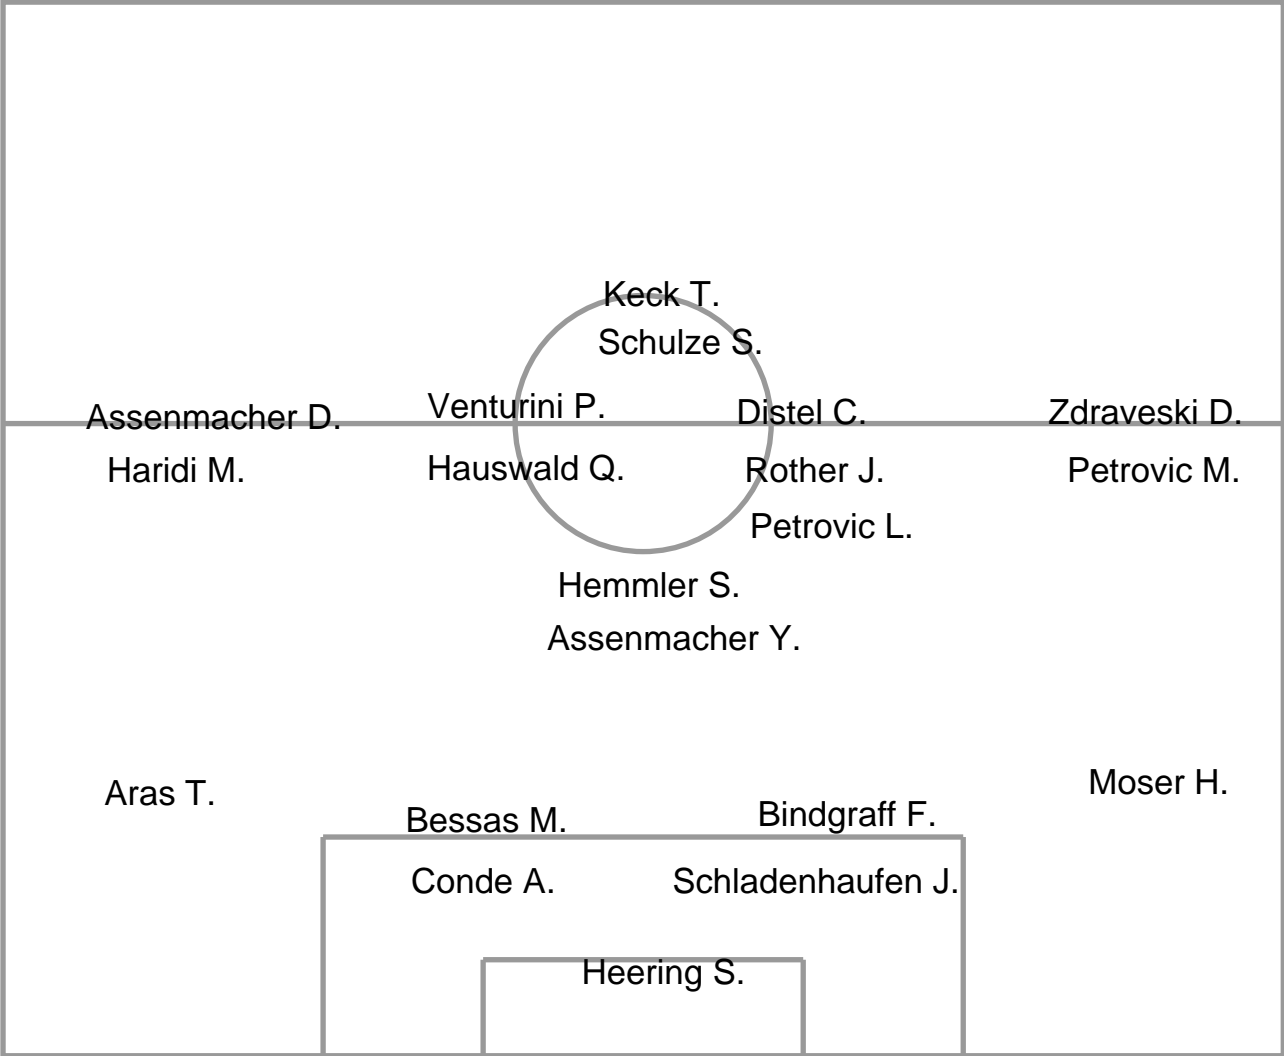 Keck T.
Schulze S.
Assenmacher D.
Venturini P.
Distel C.
Zdraveski D.
Haridi M.
Hauswald Q.
Rother J.
Petrovic M.
Petrovic L.
Hemmler S.
Assenmacher Y.
Aras T.
Moser H.
Bessas M.
Bindgraff F.
Conde A.
Schladenhaufen J.
Heering S.